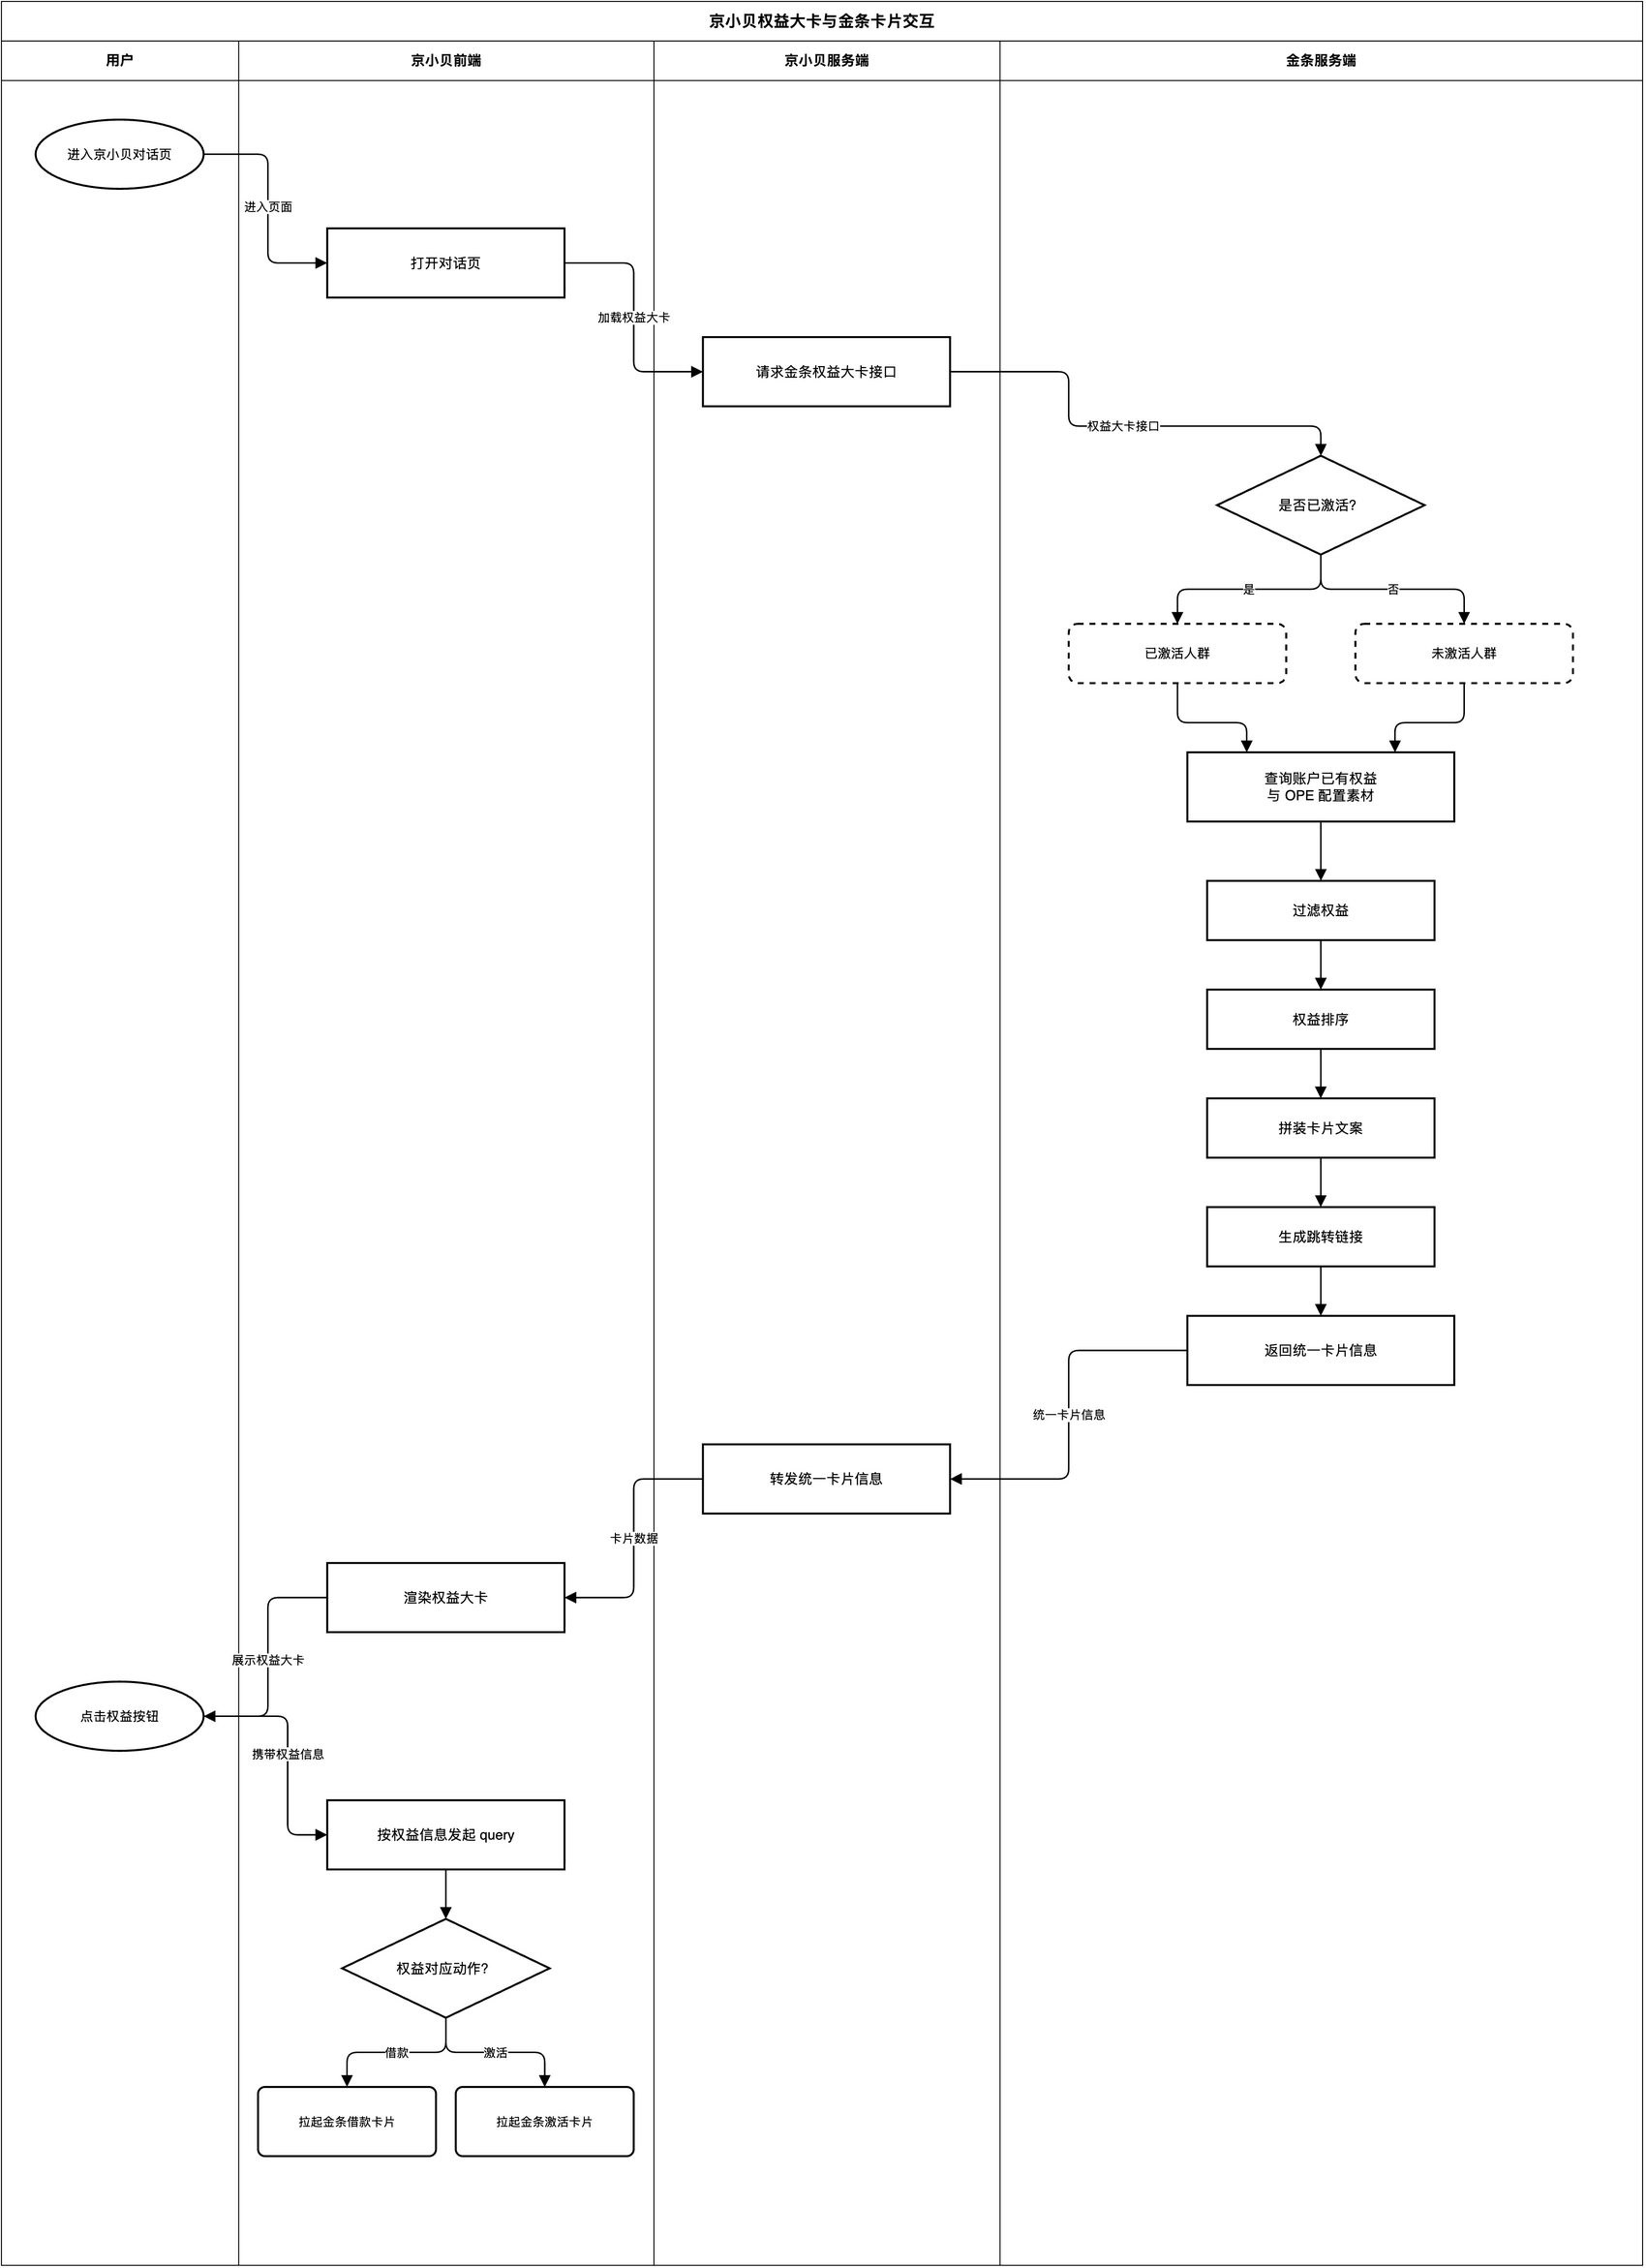 京小贝权益大卡与金条卡片交互
用户
京小贝前端
京小贝服务端
金条服务端
进入京小贝对话页
进入页面
打开对话页
加载权益大卡
请求金条权益大卡接口
权益大卡接口
是否已激活?
是
否
已激活人群
未激活人群
查询账户已有权益
与 OPE 配置素材
过滤权益
权益排序
拼装卡片文案
生成跳转链接
返回统一卡片信息
统一卡片信息
转发统一卡片信息
卡片数据
渲染权益大卡
展示权益大卡
点击权益按钮
携带权益信息
按权益信息发起 query
权益对应动作?
借款
激活
拉起金条借款卡片
拉起金条激活卡片